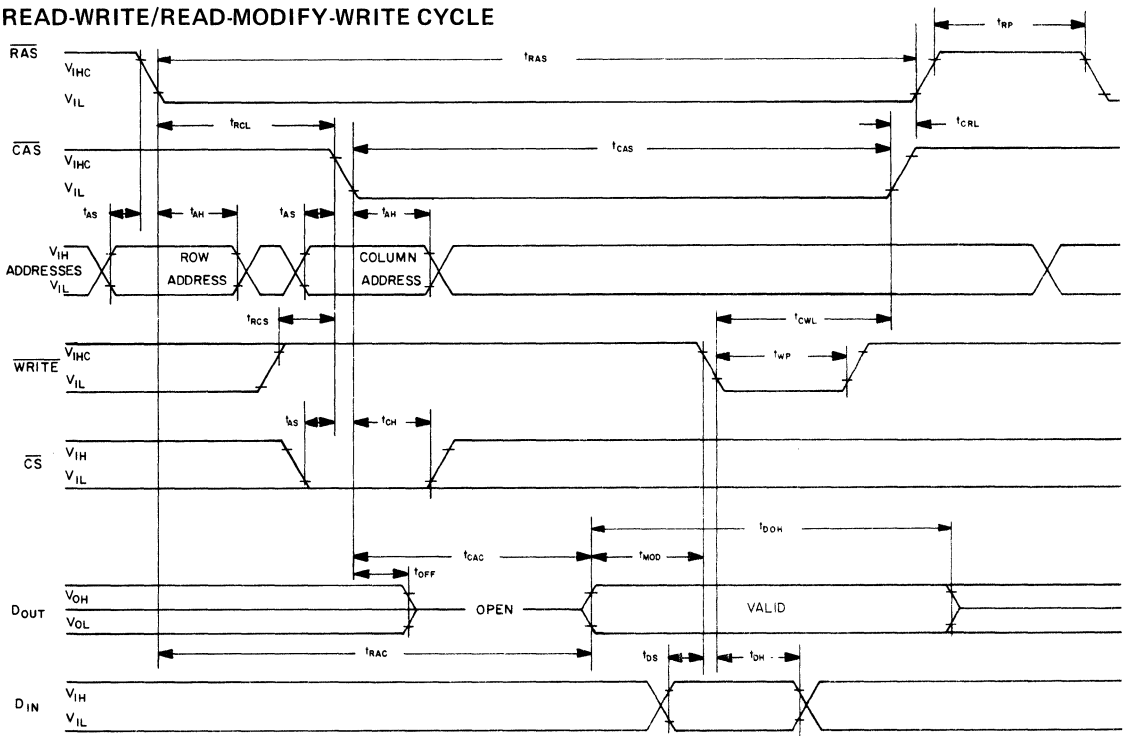 READ-WRITE/READ-MODIFY-WRITE CYCLE
tRP
RAS
VIHC
VIL
tRAS
tRCL
tCRL
CAS
VIHC
VIL
tCAS
tAS
tAH
tAS
tAH
ADDRESSES
VIH
VIL
ROW
ADDRESS
COLUMN
ADDRESS
tRCS
tCWL
WRITE
VIHC
VIL
tWP
tAS
tCH
CS
VIH
VIL
tDOH
tCAC
tMOD
tOFF
DOUT
VOH
VOL
OPEN
VALID
tRAC
tDS
tDH
DIN
VIH
VIL